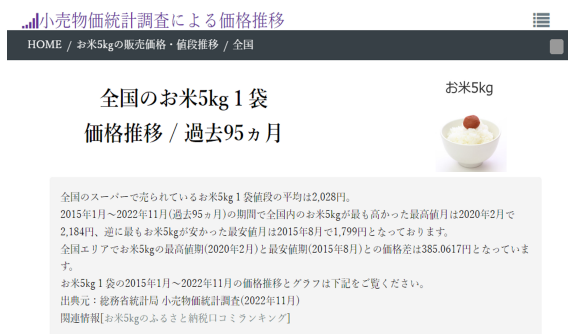 小売物価統計調査による価格推移
HOME / お米5kgの販売価格・値段推移 / 全国
全国のお米5kg 1 袋
価格推移 / 過去95ヵ月
お米5kg
全国のスーパーで売られているお米5kg 1 袋値段の平均は2,028円。
2015年1月～2022年11月(過去95ヵ月)の期間で全国内のお米5kgが最も高かった最高値月は2020年2月で
2,184円、逆に最もお米5kgが安かった最安値月は2015年8月で1,799円となっております。
全国エリアでお米5kgの最高値期(2020年2月)と最安値期(2015年8月)との価格差は385.0617円となっていま
す。
お米5kg 1 袋の2015年1月～2022年11月の価格推移とグラフは下記をご覧ください。
出典元：総務省統計局 小売物価統計調査(2022年11月)
関連情報[お米5kgのふるさと納税口コミランキング]